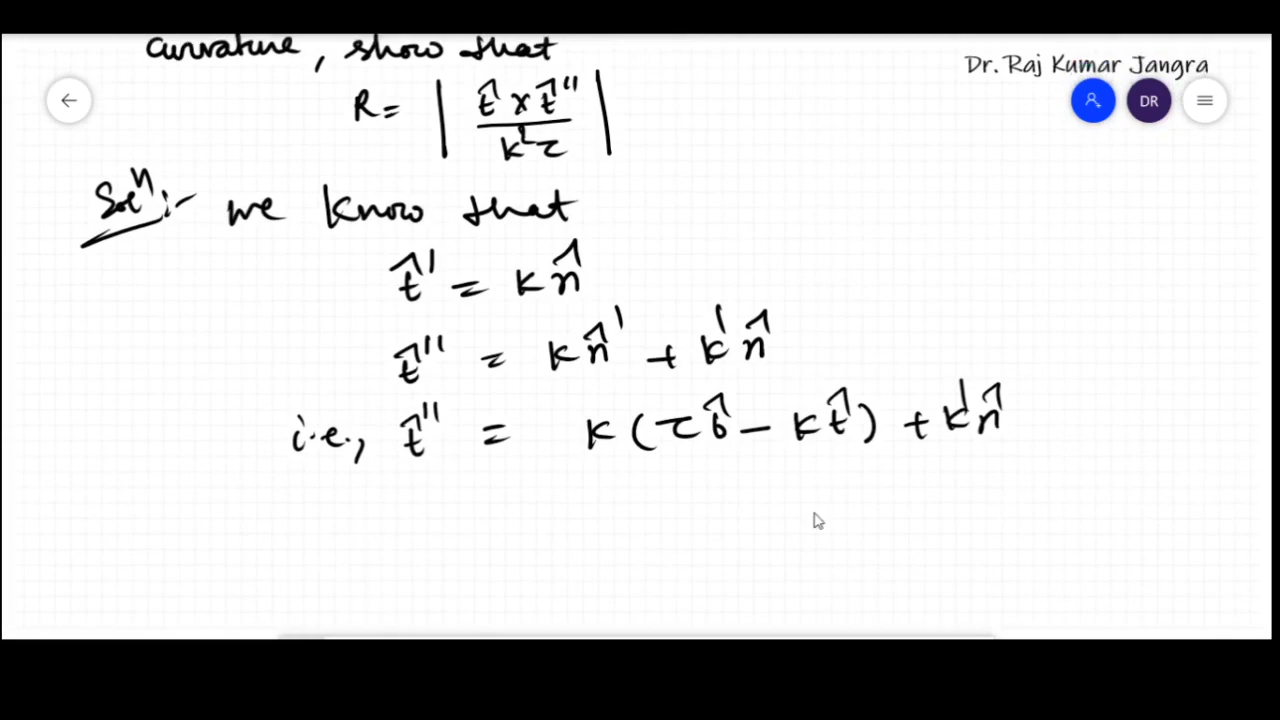 curvature, show that
Dr. Raj Kumar Jangra
DR
R = | (t̂ × t̂'') / (k²τ) |
Solⁿ:- we know that
t̂' = k n̂
t̂'' = k n̂' + k' n̂
i.e., t̂'' = k(τ b̂ - k t̂) + k' n̂